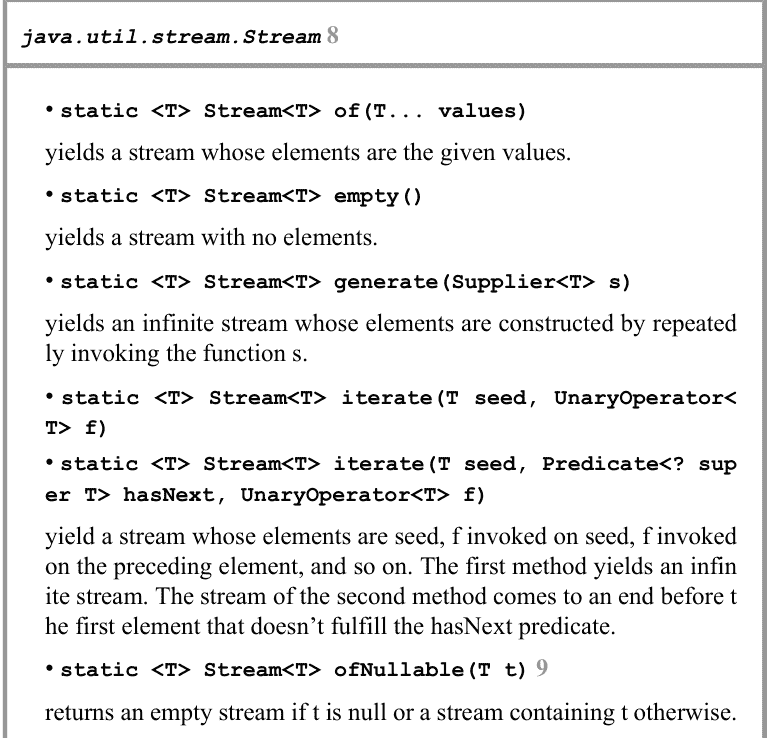 java.util.stream.Stream 8
• static <T> Stream<T> of(T... values)
yields a stream whose elements are the given values.
• static <T> Stream<T> empty()
yields a stream with no elements.
• static <T> Stream<T> generate(Supplier<T> s)
yields an infinite stream whose elements are constructed by repeated
ly invoking the function s.
• static <T> Stream<T> iterate(T seed, UnaryOperator<
T> f)
• static <T> Stream<T> iterate(T seed, Predicate<? sup
er T> hasNext, UnaryOperator<T> f)
yield a stream whose elements are seed, f invoked on seed, f invoked
on the preceding element, and so on. The first method yields an infin
ite stream. The stream of the second method comes to an end before t
he first element that doesn’t fulfill the hasNext predicate.
• static <T> Stream<T> ofNullable(T t) 9
returns an empty stream if t is null or a stream containing t otherwise.